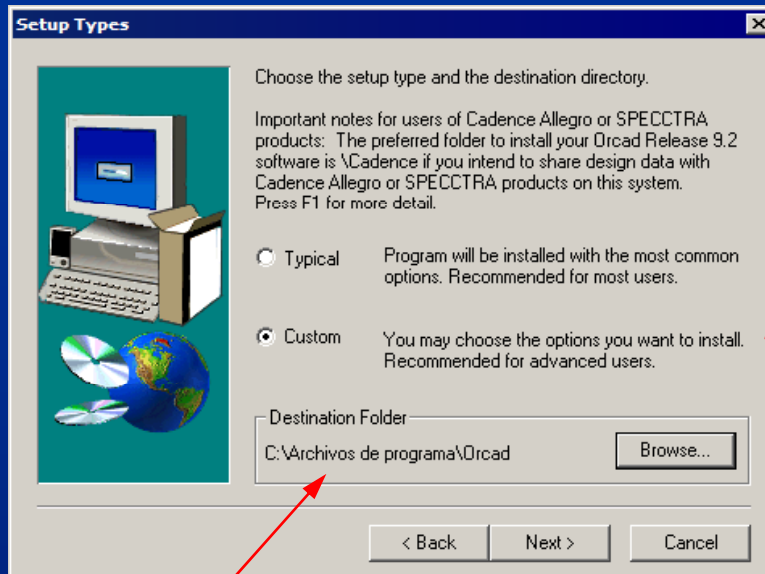 Setup Types
Choose the setup type and the destination directory.
Important notes for users of Cadence Allegro or SPECCTRA
products: The preferred folder to install your Orcad Release 9.2
software is \Cadence if you intend to share design data with
Cadence Allegro or SPECCTRA products on this system.
Press F1 for more detail.
Typical
Program will be installed with the most common
options. Recommended for most users.
Custom
You may choose the options you want to install.
Recommended for advanced users.
Destination Folder
C:\Archivos de programa\Orcad
Browse...
< Back
Next >
Cancel